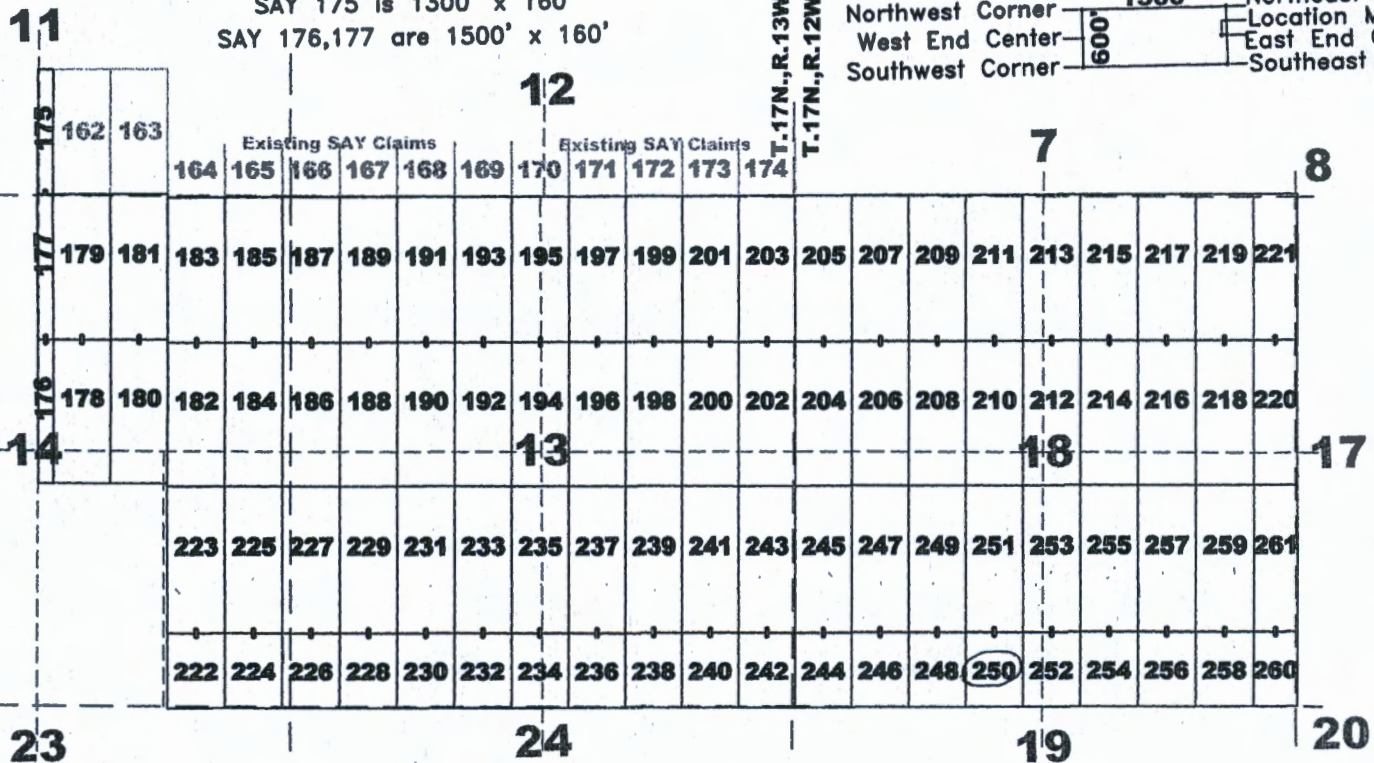 SAY 175 is 1300' x 160'
SAY 176,177 are 1500' x 160'
11
12
T.17N.,R.13W
T.17N.,R.12W
Northwest Corner
West End Center
Southwest Corner
600'
Location
East End
Southeast
7
8
175
162 163
Existing SAY Claims
Existing SAY Claims
164 165 166 167 168 169 170 171 172 173 174
177
179 181 183 185 187 189 191 193 195 197 199 201 203 205 207 209 211 213 215 217 219 221
176
178 180 182 184 186 188 190 192 194 196 198 200 202 204 206 208 210 212 214 216 218 220
14
13
18
17
223 225 227 229 231 233 235 237 239 241 243 245 247 249 251 253 255 257 259 261
222 224 226 228 230 232 234 236 238 240 242 244 246 248 250 252 254 256 258 260
23
24
19
20